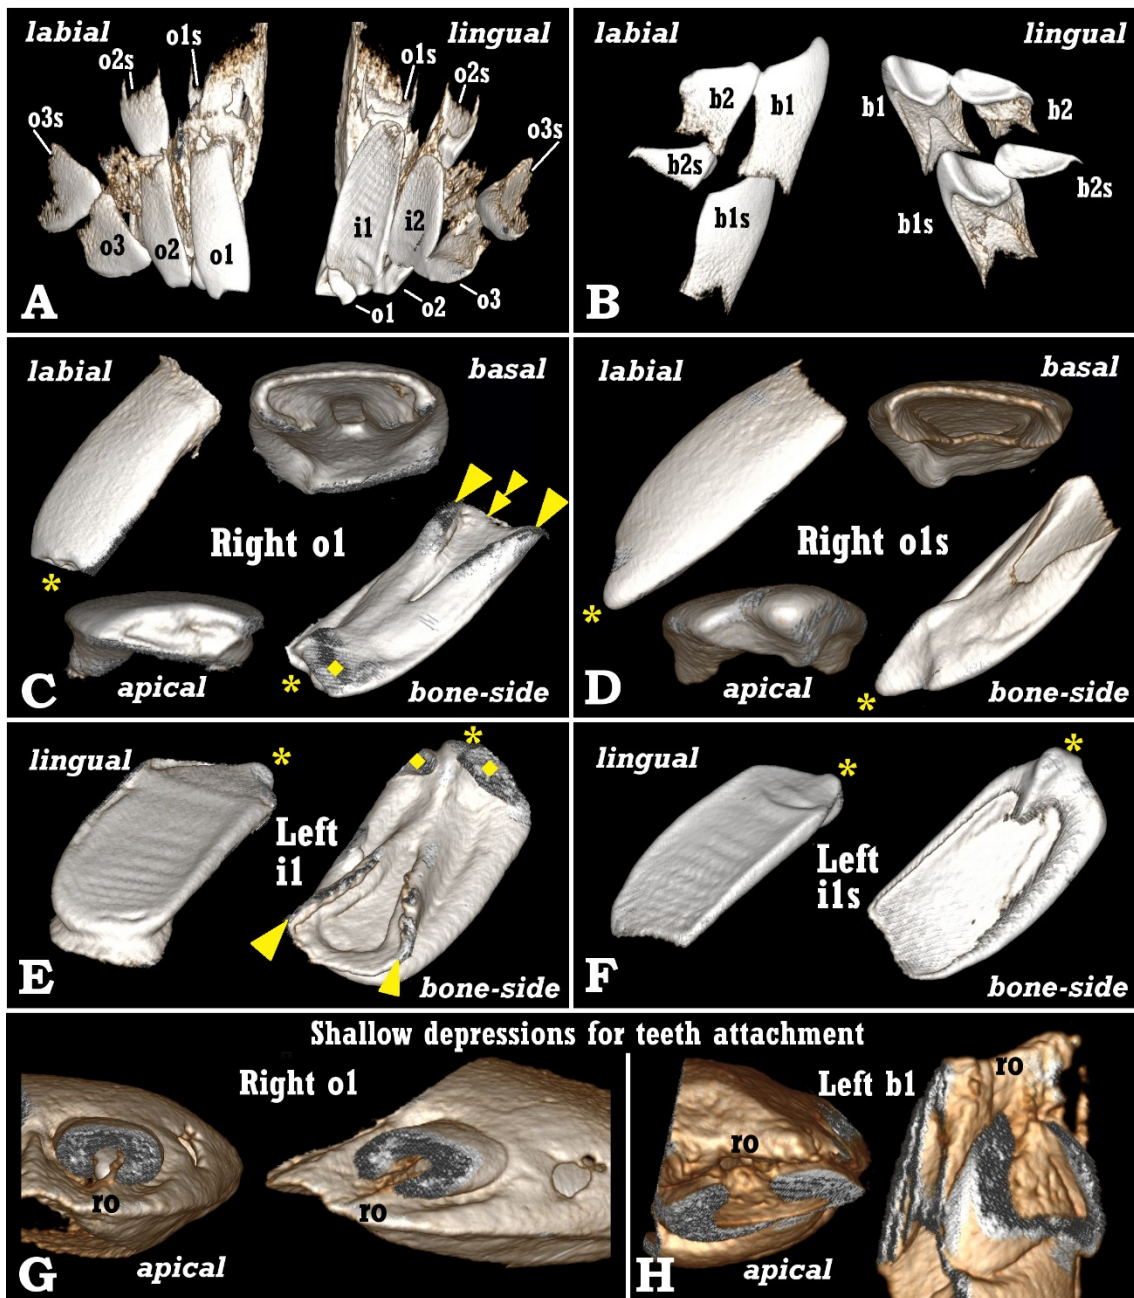 labial
o1s
o2s
o3s
o3
o2
o1
A
lingual
o1s
o2s
o3s
i1
i2
o3
o2
o1
labial
b2
b1
b2s
b1s
B
lingual
b1
b2
b2s
b1s
labial
basal
Right o1
*
*
apical
bone-side
C
labial
basal
Right o1s
*
*
apical
bone-side
D
lingual
*
*
Left
i1
bone-side
E
lingual
*
*
Left
i1s
bone-side
F
Shallow depressions for teeth attachment
Right o1
ro
ro
apical
G
Left b1
ro
ro
apical
H